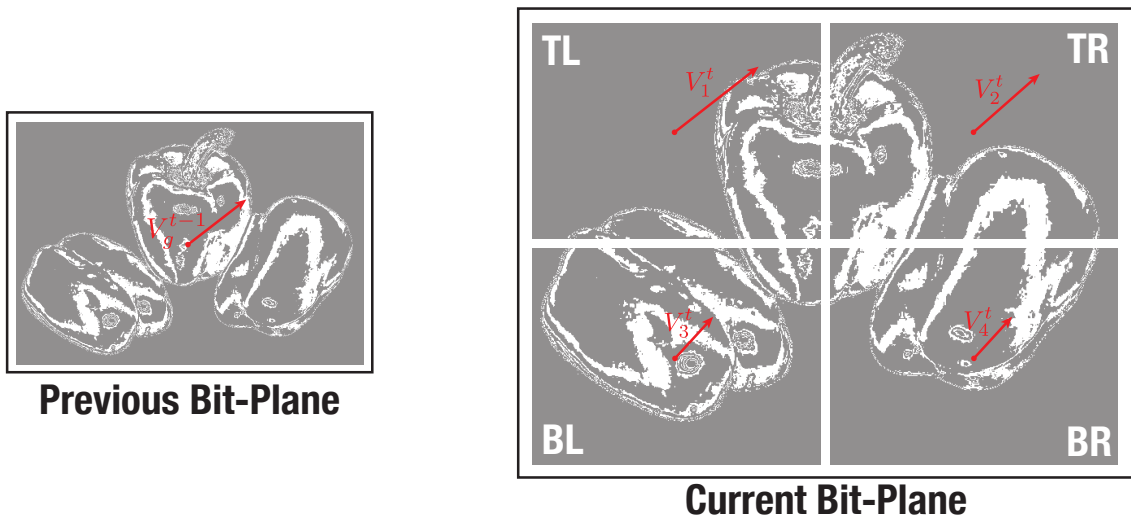 TL
TR
V_1^t
V_2^t
V_g^{t-1}
V_3^t
V_4^t
BL
BR
Previous Bit-Plane
Current Bit-Plane